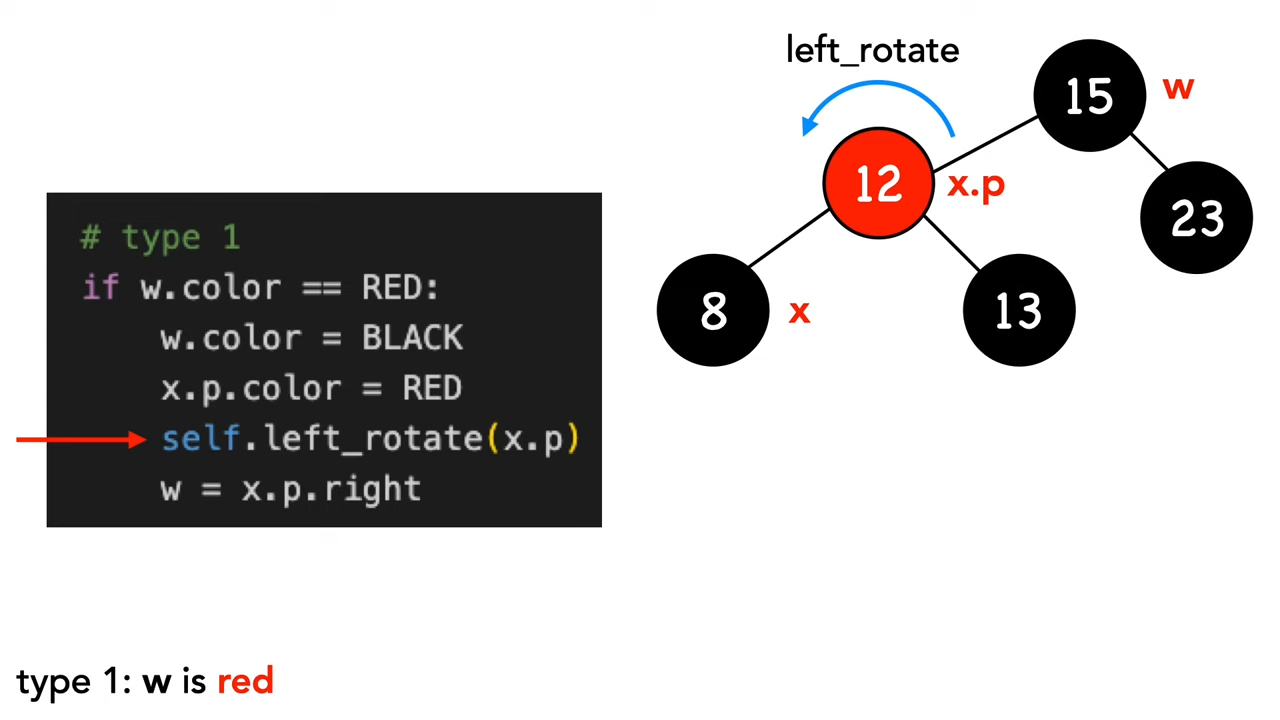 left_rotate
15
w
12
x.p
23
8
x
13
# type 1
if w.color == RED:
w.color = BLACK
x.p.color = RED
self.left_rotate(x.p)
w = x.p.right
type 1: w is red